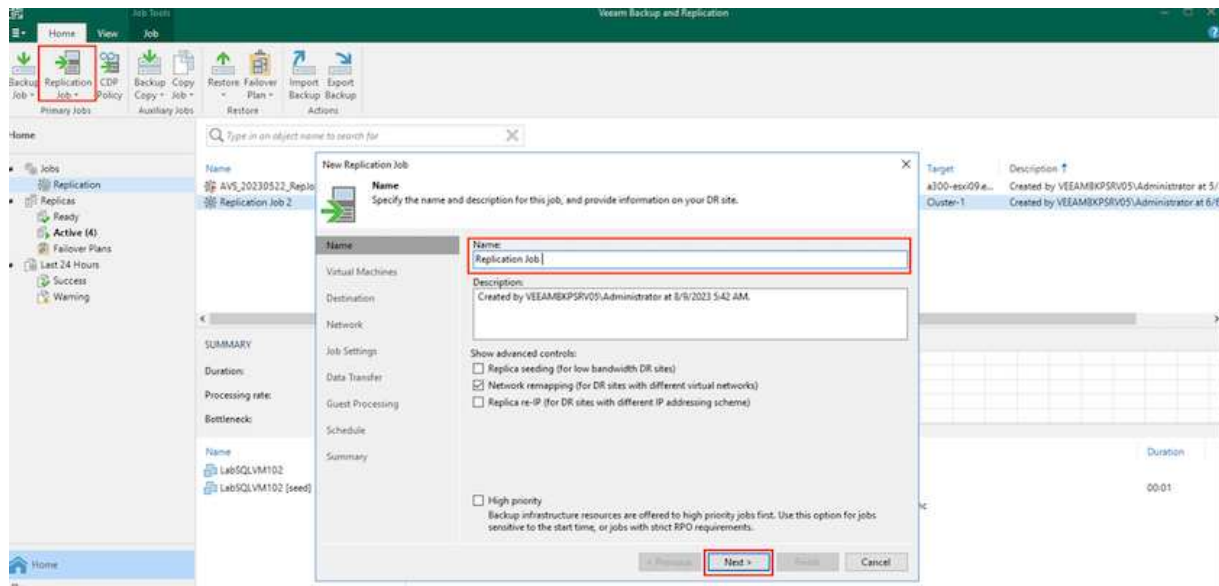 Job Tools
Veeam Backup and Replication
Home View Job
Backup Job
Replication Job
CDP Policy
Backup Copy
Copy Job
Restore
Failover Plan
Import Backup
Export Backup
Primary Jobs
Auxiliary Jobs
Restore
Actions
Home
Type in an object name to search for
Jobs
Replication
Replicas
Ready
Active (4)
Failover Plans
Last 24 Hours
Success
Warning
Home
Name
AVS_20230522_RepJo
Replication Job 2
Target
Description
a300-esxi09.e...
Created by VEEAMBKPSRV05\Administrator at 5/
Cluster-1
Created by VEEAMBKPSRV05\Administrator at 6/
SUMMARY
Duration:
Processing rate:
Bottleneck:
Name
LabSQLVM102
LabSQLVM102 [seed]
Duration
00:01
New Replication Job
Name
Specify the name and description for this job, and provide information on your DR site.
Name
Virtual Machines
Destination
Network
Job Settings
Data Transfer
Guest Processing
Schedule
Summary
Name:
Replication Job
Description:
Created by VEEAMBKPSRV05\Administrator at 8/9/2023 5:42 AM.
Show advanced controls:
Replica seeding (for low bandwidth DR sites)
Network remapping (for DR sites with different virtual networks)
Replica re-IP (for DR sites with different IP addressing scheme)
High priority
Backup infrastructure resources are offered to high priority jobs first. Use this option for jobs
sensitive to the start time, or jobs with strict RPO requirements.
< Previous
Next >
Finish
Cancel